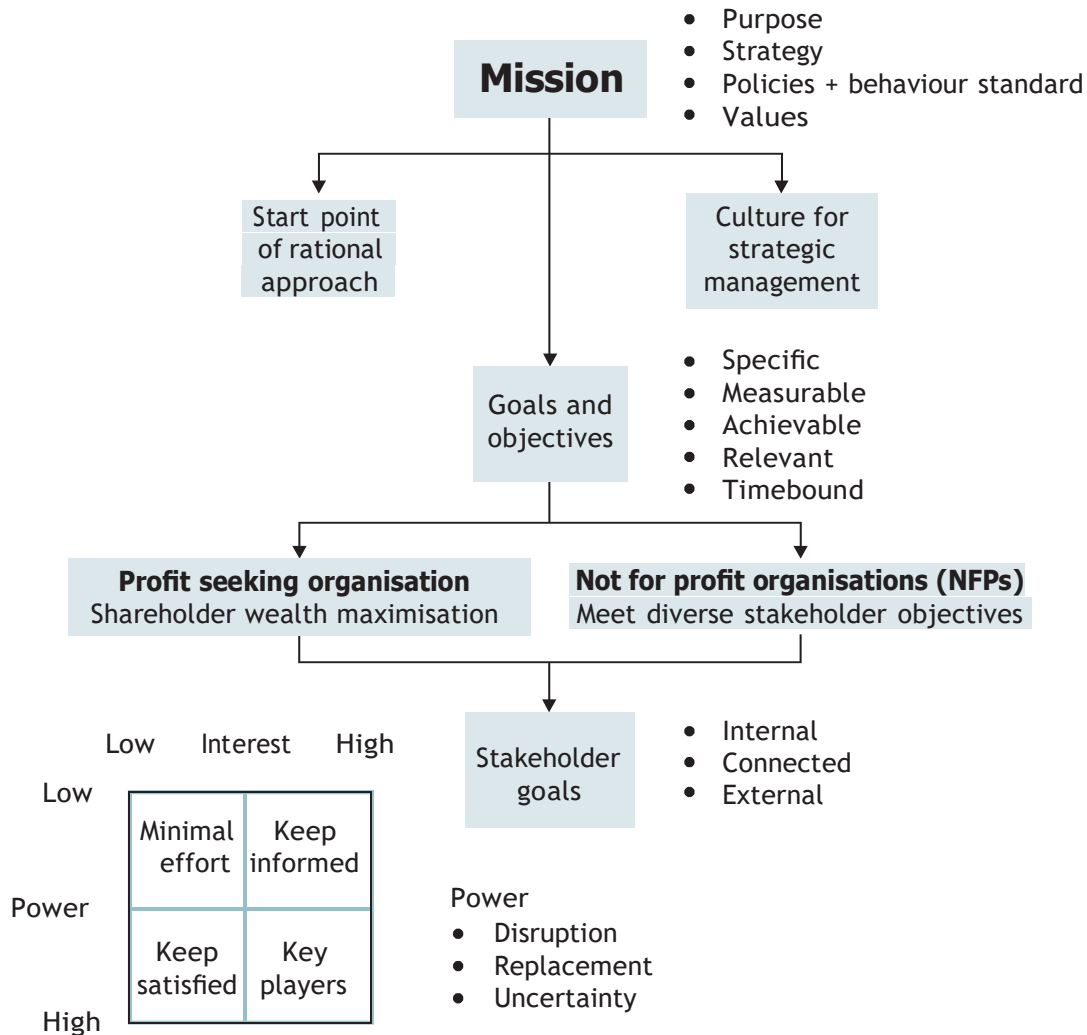 Mission
• Purpose
• Strategy
• Policies + behaviour standard
• Values
Start point
of rational
approach
Culture for
strategic
management
Goals and
objectives
• Specific
• Measurable
• Achievable
• Relevant
• Timebound
Profit seeking organisation
Shareholder wealth maximisation
Not for profit organisations (NFPs)
Meet diverse stakeholder objectives
Stakeholder
goals
• Internal
• Connected
• External
Low Interest High
Low
Minimal
effort
Keep
informed
Power
Keep
satisfied
Key
players
High
Power
• Disruption
• Replacement
• Uncertainty